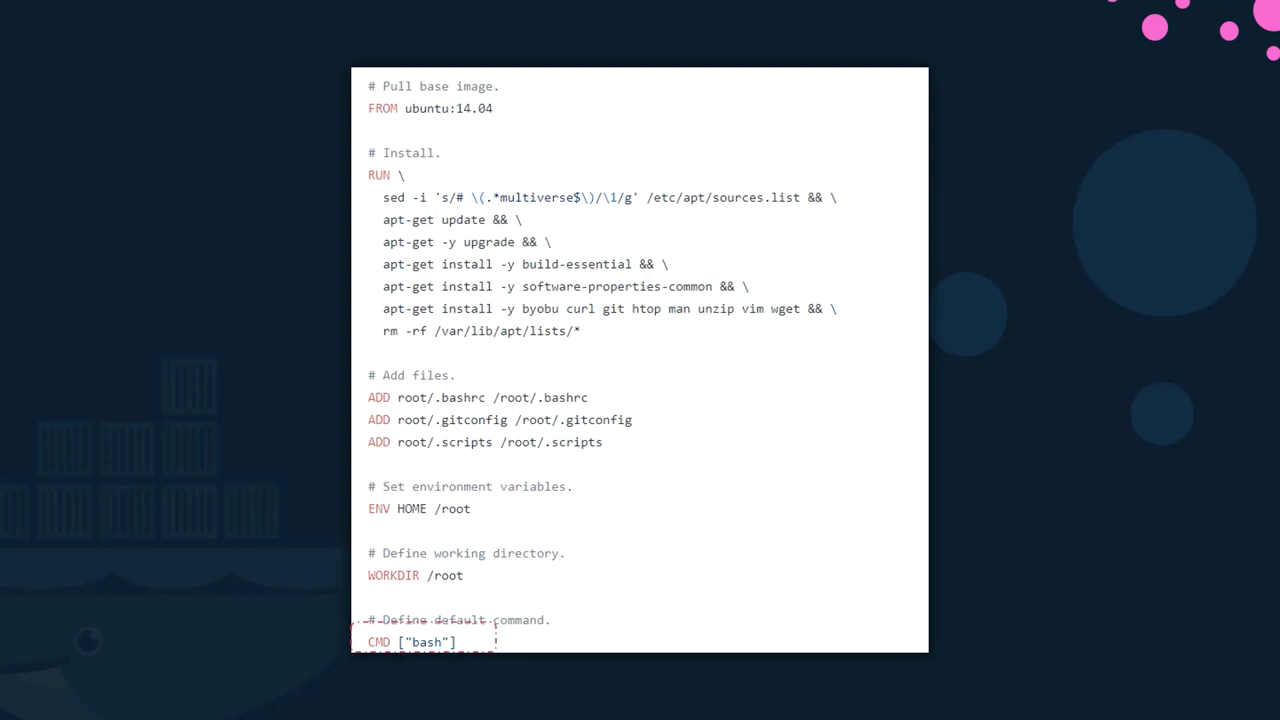 # Pull base image.
FROM ubuntu:14.04
# Install.
RUN \
sed -i 's/# \(.*multiverse$\)/\1/g' /etc/apt/sources.list && \
apt-get update && \
apt-get -y upgrade && \
apt-get install -y build-essential && \
apt-get install -y software-properties-common && \
apt-get install -y byobu curl git htop man unzip vim wget && \
rm -rf /var/lib/apt/lists/*
# Add files.
ADD root/.bashrc /root/.bashrc
ADD root/.gitconfig /root/.gitconfig
ADD root/.scripts /root/.scripts
# Set environment variables.
ENV HOME /root
# Define working directory.
WORKDIR /root
# Define default command.
CMD ["bash"]